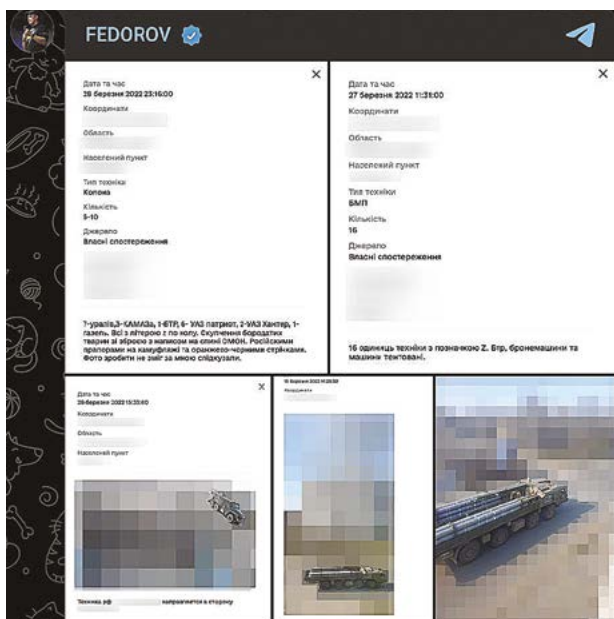 FEDOROV
Дата та час
28 березня 2022 23:16:00
Координати
Область
Населений пункт
Тип техніки
Колона
Кількість
5-10
Джерело
Власні спостереження
7-уралів,3-КАМАЗа, 1-БТР, 6- УАЗ патриот, 2-УАЗ Хантер, 1-
газель. Всі з літерою z по колу. Скупчення бородатих
тварин зі зброєю з написом на спині ОМОН. Російскими
прапорами на камуфляжі та оранжево-чорними стрічками.
Фото зробити не зміг за мною слідкували.
Дата та час
27 березня 2022 11:31:00
Координати
Область
Населений пункт
Тип техніки
БМП
Кількість
16
Джерело
Власні спостереження
16 одиниць техніки з позначкою Z. Бтр, бронемашини та
машини тентовані.
Дата та час
Координати
Область
Населений пункт
Техніка рф направляется в сторону
Координати